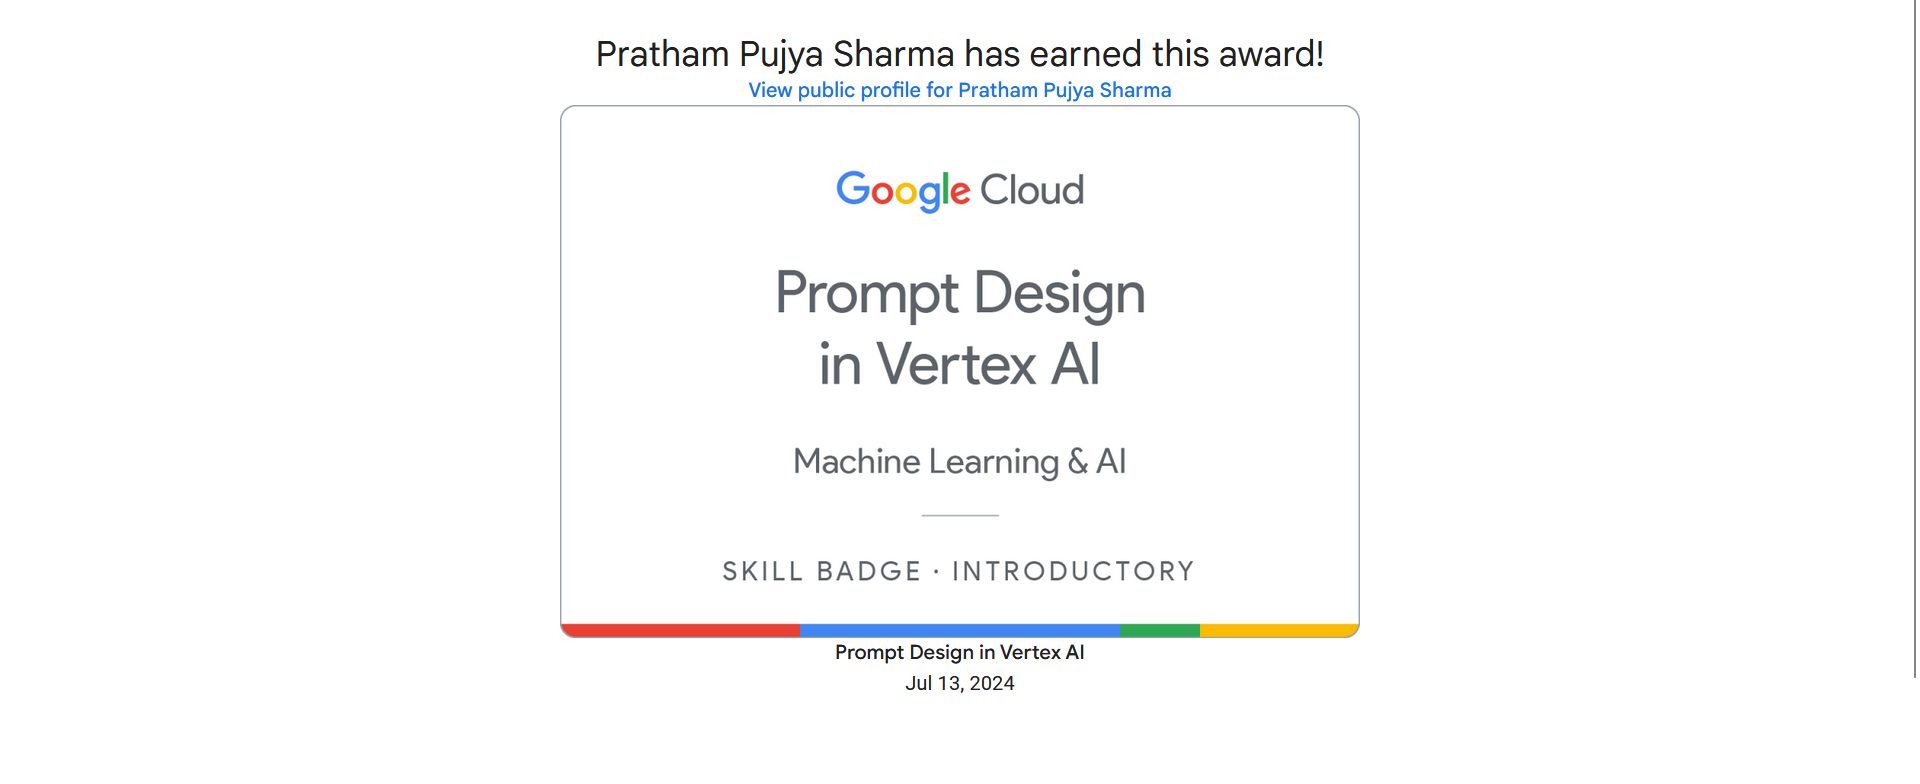 Pratham Pujya Sharma has earned this award!
View public profile for Pratham Pujya Sharma
Google Cloud
Prompt Design
in Vertex AI
Machine Learning & AI
SKILL BADGE · INTRODUCTORY
Prompt Design in Vertex AI
Jul 13, 2024